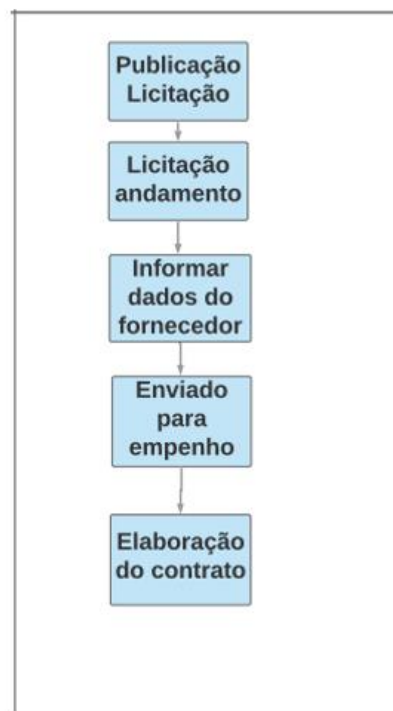 Publicação
Licitação
Licitação
andamento
Informar
dados do
fornecedor
Enviado
para
empenho
Elaboração
do contrato